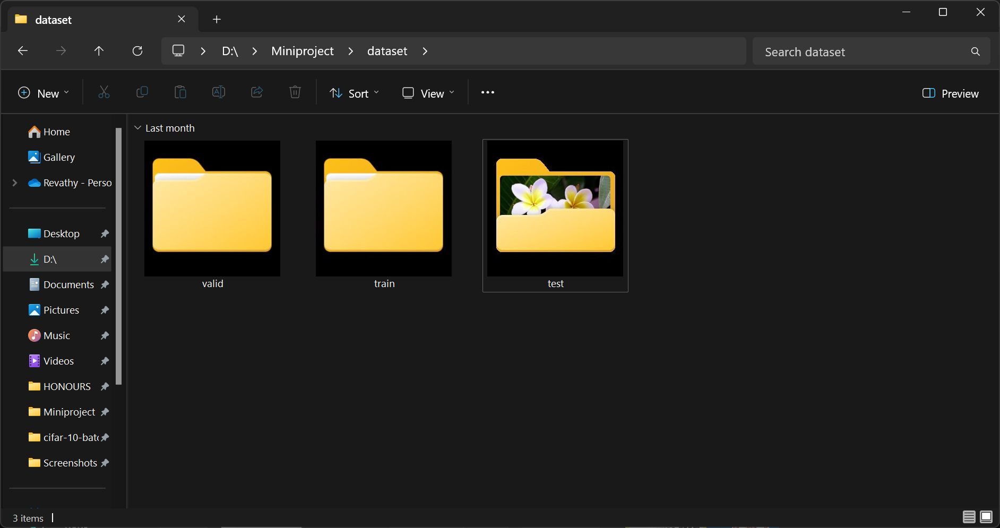 dataset
D:\ Miniproject dataset
Search dataset
New Sort View Preview
Home
Gallery
Revathy - Perso
Desktop
D:\
Documents
Pictures
Music
Videos
HONOURS
Miniproject
cifar-10-batc
Screenshots
Last month
valid train test
3 items